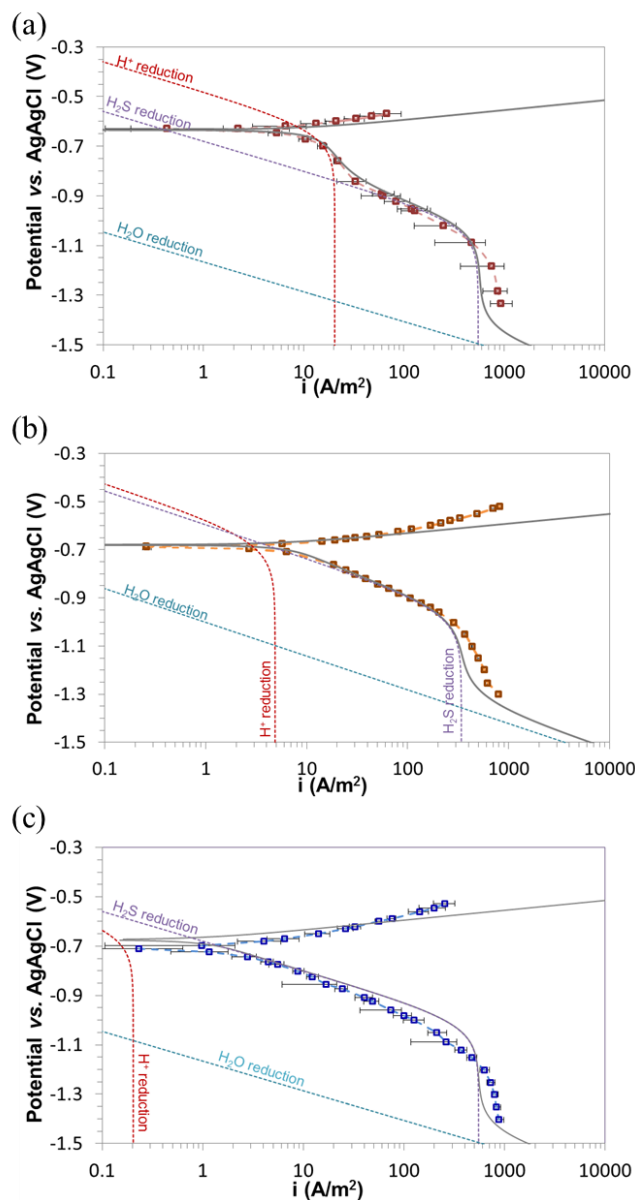 (a)
-0.3
-0.5
-0.7
-0.9
-1.1
-1.3
-1.5
Potential vs. AgAgCl (V)
H⁺ reduction
H₂S reduction
H₂O reduction
0.1 1 10 100 1000 10000
i (A/m²)
(b)
-0.3
-0.5
-0.7
-0.9
-1.1
-1.3
-1.5
Potential vs. AgAgCl (V)
H₂O reduction
H⁺ reduction
H₂S reduction
0.1 1 10 100 1000 10000
i (A/m²)
(c)
-0.3
-0.5
-0.7
-0.9
-1.1
-1.3
-1.5
Potential vs. AgAgCl (V)
H₂S reduction
H⁺ reduction
H₂O reduction
0.1 1 10 100 1000 10000
i (A/m²)